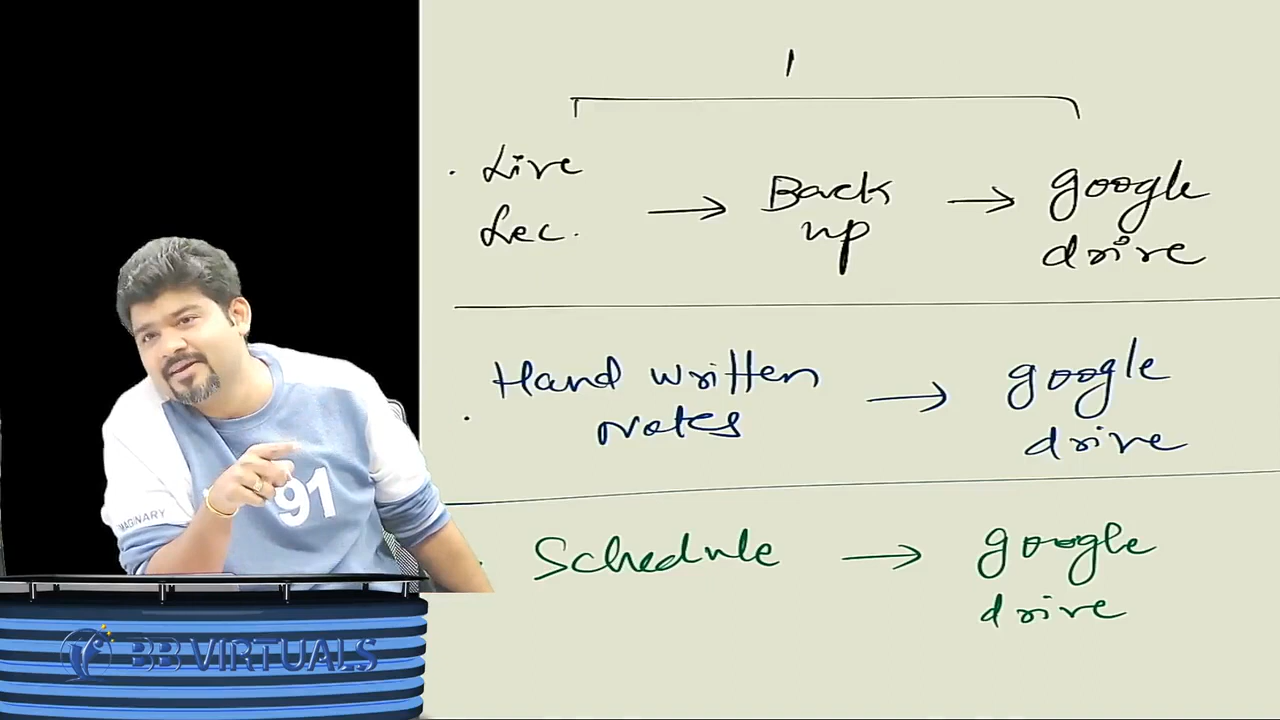 1
. Live
Lec. → Back up → google drive
. Hand written notes → google drive
. Schedule → google drive
91
IMAGINARY
BB VIRTUALS